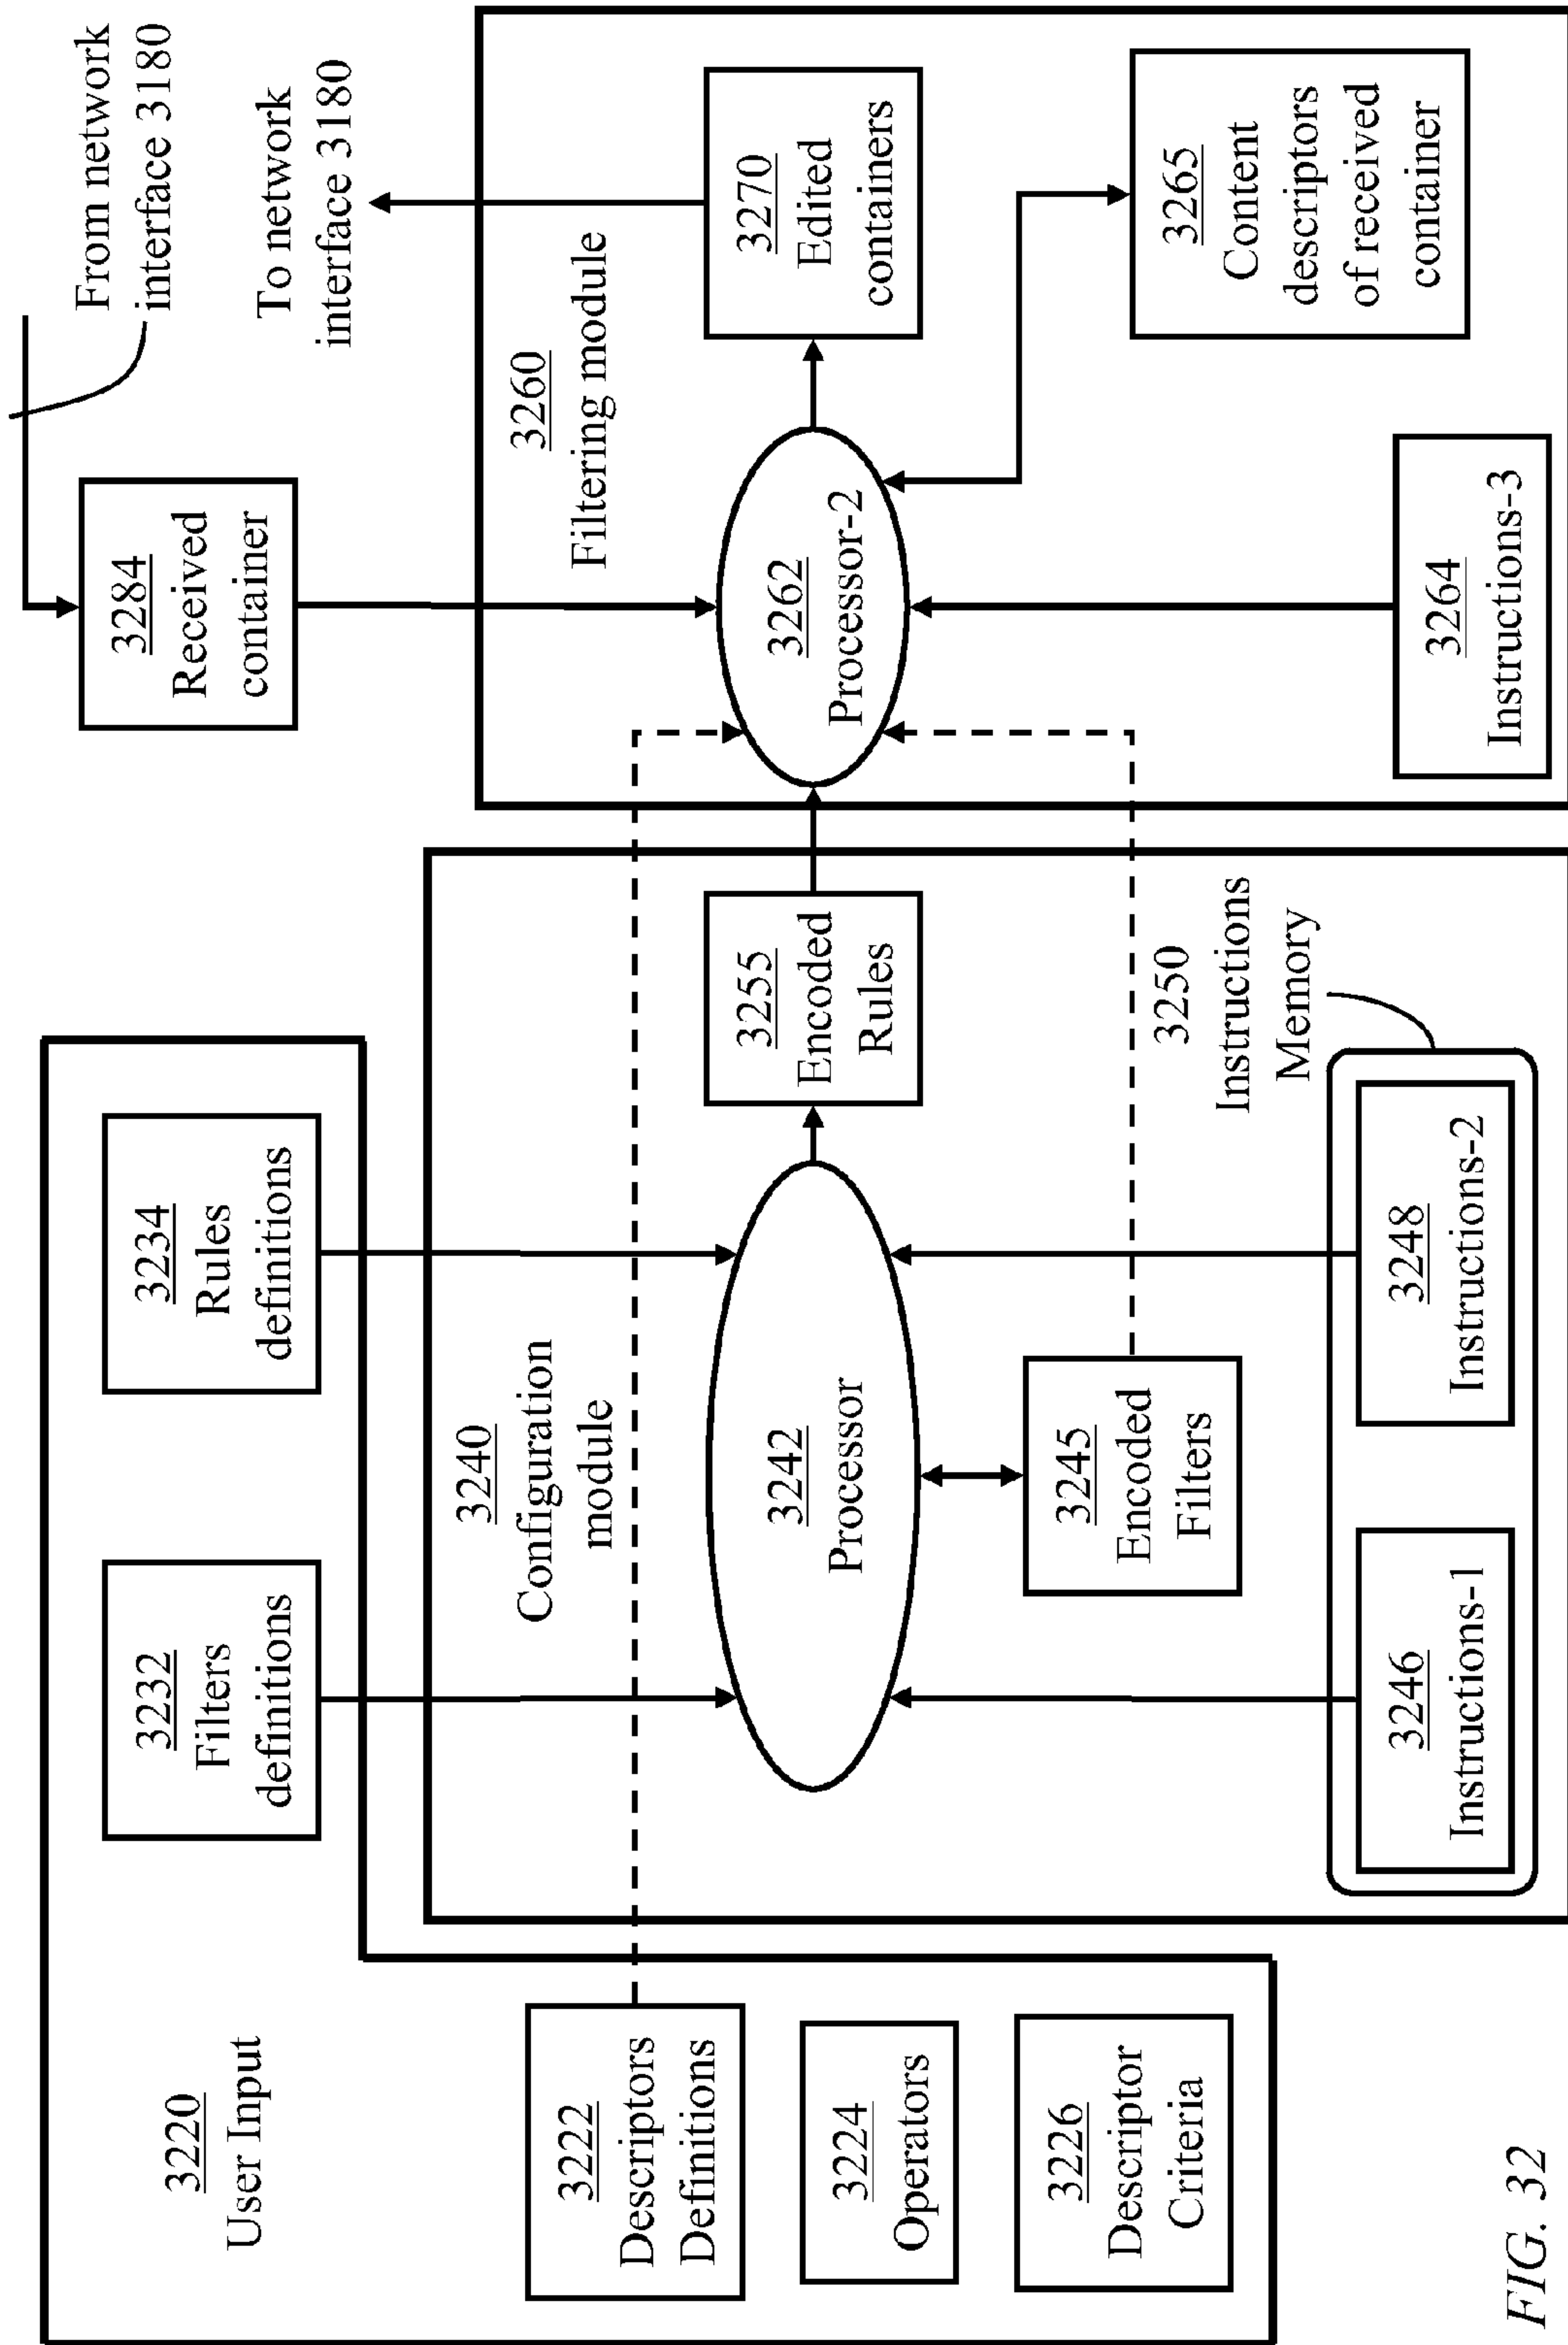 3220
User Input
3222
Descriptors
Definitions
3224
Operators
3226
Descriptor
Criteria
3232
Filters
definitions
3234
Rules
definitions
3240
Configuration
module
3242
Processor
3245
Encoded
Filters
3246
Instructions-1
3248
Instructions-2
3250
Instructions
Memory
3255
Encoded
Rules
3284
Received
container
From network
interface 3180
To network
interface 3180
3260
Filtering module
3262
Processor-2
3270
Edited
containers
3265
Content
descriptors
of received
container
3264
Instructions-3
FIG. 32